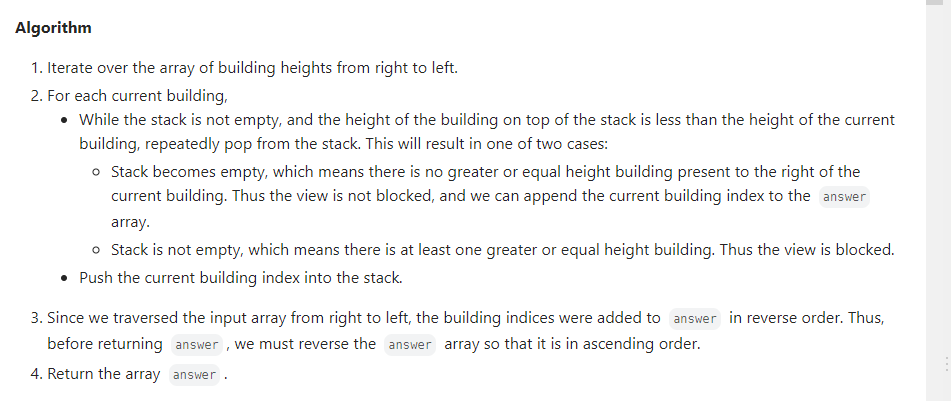 Algorithm
1. Iterate over the array of building heights from right to left.
2. For each current building,
• While the stack is not empty, and the height of the building on top of the stack is less than the height of the current
building, repeatedly pop from the stack. This will result in one of two cases:
○ Stack becomes empty, which means there is no greater or equal height building present to the right of the
current building. Thus the view is not blocked, and we can append the current building index to the answer
array.
○ Stack is not empty, which means there is at least one greater or equal height building. Thus the view is blocked.
• Push the current building index into the stack.
3. Since we traversed the input array from right to left, the building indices were added to answer in reverse order. Thus,
before returning answer , we must reverse the answer array so that it is in ascending order.
4. Return the array answer .